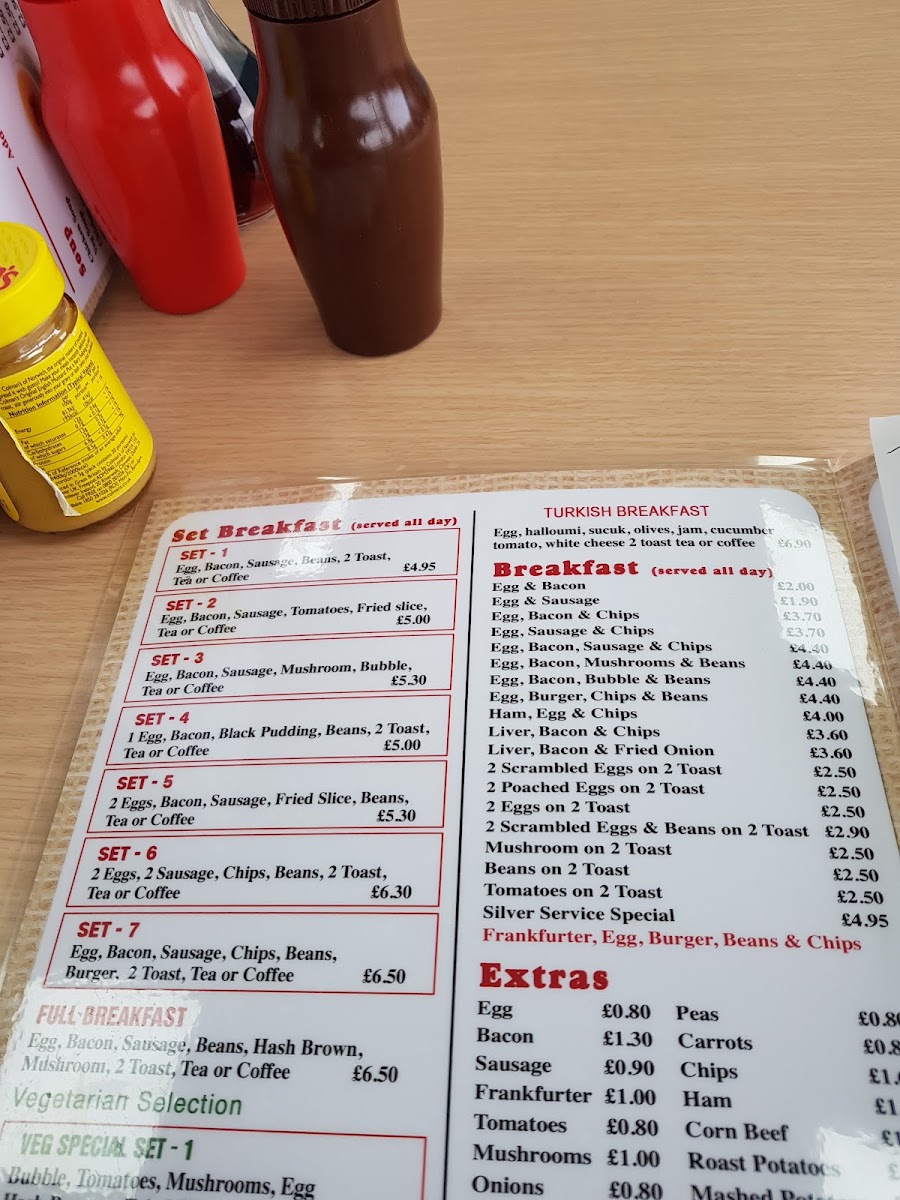 Soup
Nutrition Information (Typical Values)
Energy
Set Breakfast (served all day)
SET - 1
Egg, Bacon, Sausage, Beans, 2 Toast,
Tea or Coffee £4.95
SET - 2
Egg, Bacon, Sausage, Tomatoes, Fried slice,
Tea or Coffee £5.00
SET - 3
Egg, Bacon, Sausage, Mushroom, Bubble,
Tea or Coffee £5.30
SET - 4
1 Egg, Bacon, Black Pudding, Beans, 2 Toast,
Tea or Coffee £5.00
SET - 5
2 Eggs, Bacon, Sausage, Fried Slice, Beans,
Tea or Coffee £5.30
SET - 6
2 Eggs, 2 Sausage, Chips, Beans, 2 Toast,
Tea or Coffee £6.30
SET - 7
Egg, Bacon, Sausage, Chips, Beans,
Burger. 2 Toast, Tea or Coffee £6.50
FULL BREAKFAST
Egg, Bacon, Sausage, Beans, Hash Brown,
Mushroom, 2 Toast, Tea or Coffee £6.50
Vegetarian Selection
VEG SPECIAL SET - 1
Bubble, Tomatoes, Mushrooms, Egg
TURKISH BREAKFAST
Egg, halloumi, sucuk, olives, jam, cucumber
tomato, white cheese 2 toast tea or coffee £6.90
Breakfast (served all day)
Egg & Bacon £2.00
Egg & Sausage £1.90
Egg, Bacon & Chips £3.70
Egg, Sausage & Chips £3.70
Egg, Bacon, Sausage & Chips £4.40
Egg, Bacon, Mushrooms & Beans £4.40
Egg, Bacon, Bubble & Beans £4.40
Egg, Burger, Chips & Beans £4.40
Ham, Egg & Chips £4.00
Liver, Bacon & Chips £3.60
Liver, Bacon & Fried Onion £3.60
2 Scrambled Eggs on 2 Toast £2.50
2 Poached Eggs on 2 Toast £2.50
2 Eggs on 2 Toast £2.50
2 Scrambled Eggs & Beans on 2 Toast £2.90
Mushroom on 2 Toast £2.50
Beans on 2 Toast £2.50
Tomatoes on 2 Toast £2.50
Silver Service Special £4.95
Frankfurter, Egg, Burger, Beans & Chips
Extras
Egg £0.80 Peas £0.80
Bacon £1.30 Carrots £0.8
Sausage £0.90 Chips £1.
Frankfurter £1.00 Ham £1
Tomatoes £0.80 Corn Beef £1
Mushrooms £1.00 Roast Potatoes £
Onions £0.80 Mashed